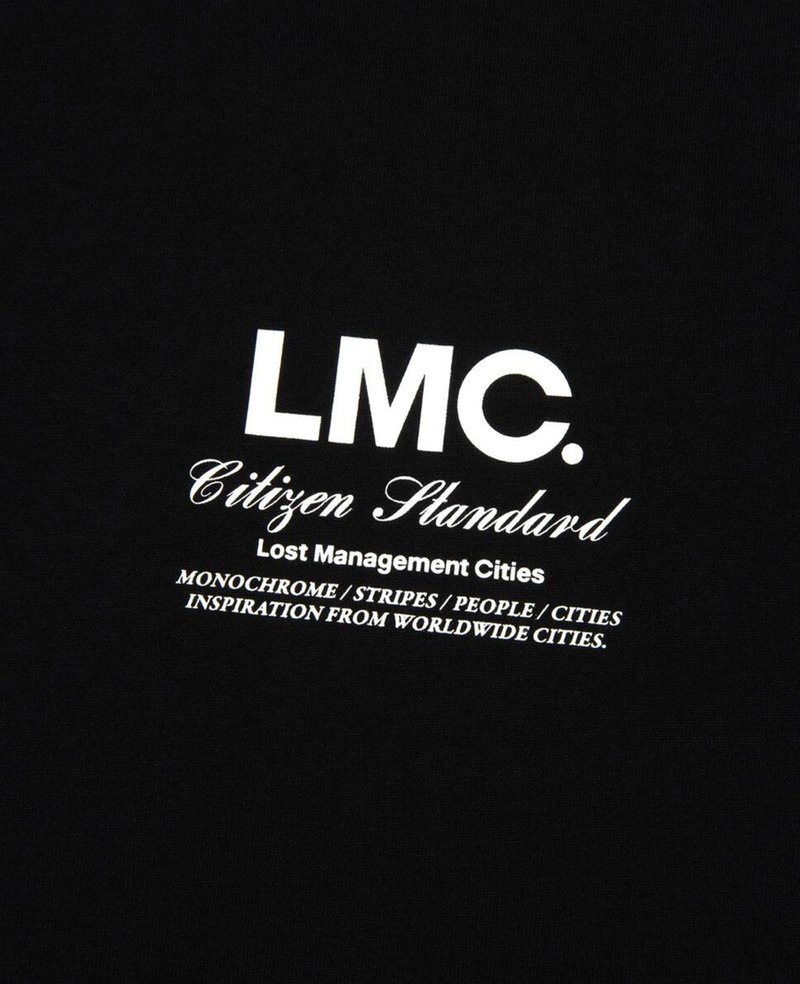 LMC.
Citizen Standard
Lost Management Cities
MONOCHROME / STRIPES / PEOPLE / CITIES
INSPIRATION FROM WORLDWIDE CITIES.